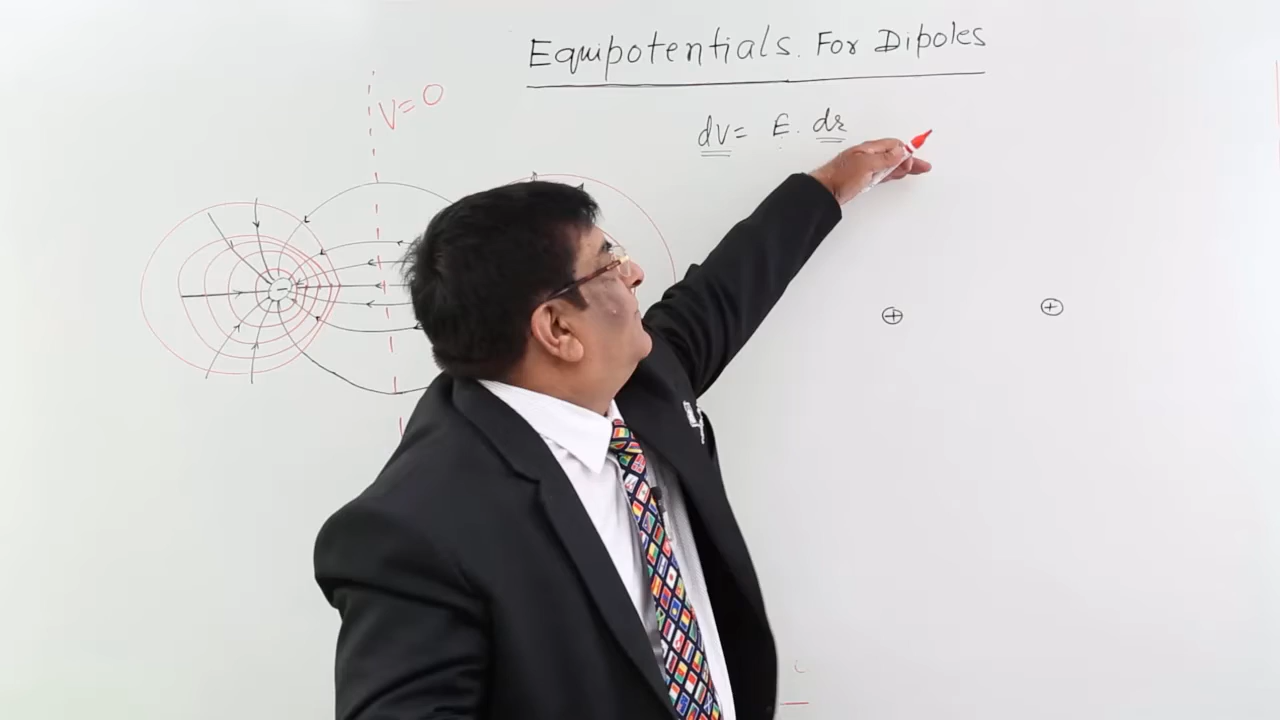 Equipotentials. For Dipoles
V=0
dV= E. dr
-
+ +